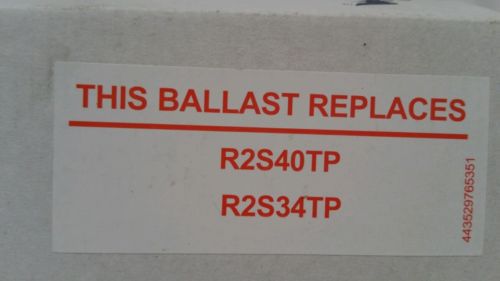 THIS BALLAST REPLACES
R2S40TP
R2S34TP
443529765351